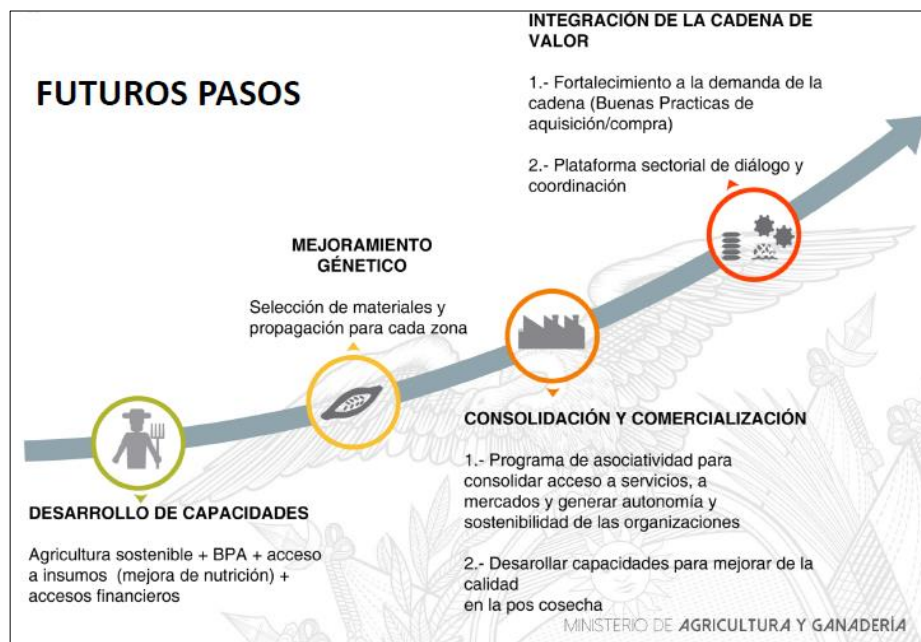 FUTUROS PASOS
INTEGRACIÓN DE LA CADENA DE
VALOR
1.- Fortalecimiento a la demanda de la
cadena (Buenas Practicas de
aquisición/compra)
2.- Plataforma sectorial de diálogo y
coordinación
MEJORAMIENTO
GÉNETICO
Selección de materiales y
propagación para cada zona
DESARROLLO DE CAPACIDADES
Agricultura sostenible + BPA + acceso
a insumos (mejora de nutrición) +
accesos financieros
CONSOLIDACIÓN Y COMERCIALIZACIÓN
1.- Programa de asociatividad para
consolidar acceso a servicios, a
mercados y generar autonomía y
sostenibilidad de las organizaciones
2.- Desarollar capacidades para mejorar de la
calidad
en la pos cosecha
MINISTERIO DE AGRICULTURA Y GANADERÍA